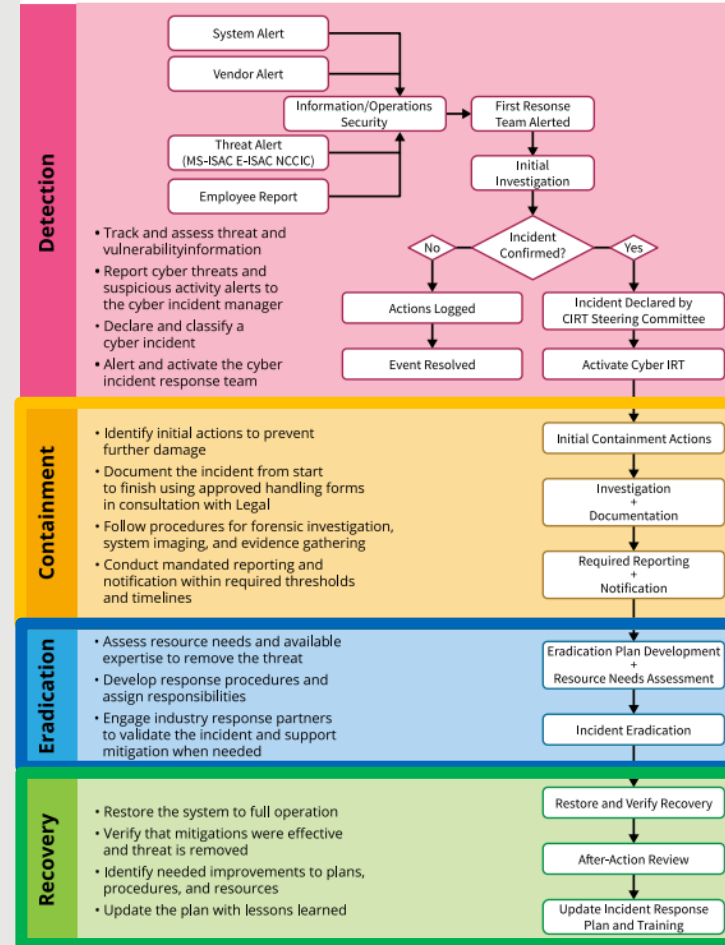 Detection
System Alert
Vendor Alert
Information/Operations
Security
First Resonse
Team Alerted
Threat Alert
(MS-ISAC E-ISAC NCCIC)
Employee Report
Initial
Investigation
Incident
Confirmed?
No
Yes
Actions Logged
Event Resolved
Incident Declared by
CIRT Steering Committee
Activate Cyber IRT
• Track and assess threat and
vulnerabilityinformation
• Report cyber threats and
suspicious activity alerts to
the cyber incident manager
• Declare and classify a
cyber incident
• Alert and activate the cyber
incident response team
Containment
• Identify initial actions to prevent
further damage
• Document the incident from start
to finish using approved handling forms
in consultation with Legal
• Follow procedures for forensic investigation,
system imaging, and evidence gathering
• Conduct mandated reporting and
notification within required thresholds
and timelines
Initial Containment Actions
Investigation
+
Documentation
Required Reporting
+
Notification
Eradication
• Assess resource needs and available
expertise to remove the threat
• Develop response procedures and
assign responsibilities
• Engage industry response partners
to validate the incident and support
mitigation when needed
Eradication Plan Development
+
Resource Needs Assessment
Incident Eradication
Recovery
• Restore the system to full operation
• Verify that mitigations were effective
and threat is removed
• Identify needed improvements to plans,
procedures, and resources
• Update the plan with lessons learned
Restore and Verify Recovery
After-Action Review
Update Incident Response
Plan and Training